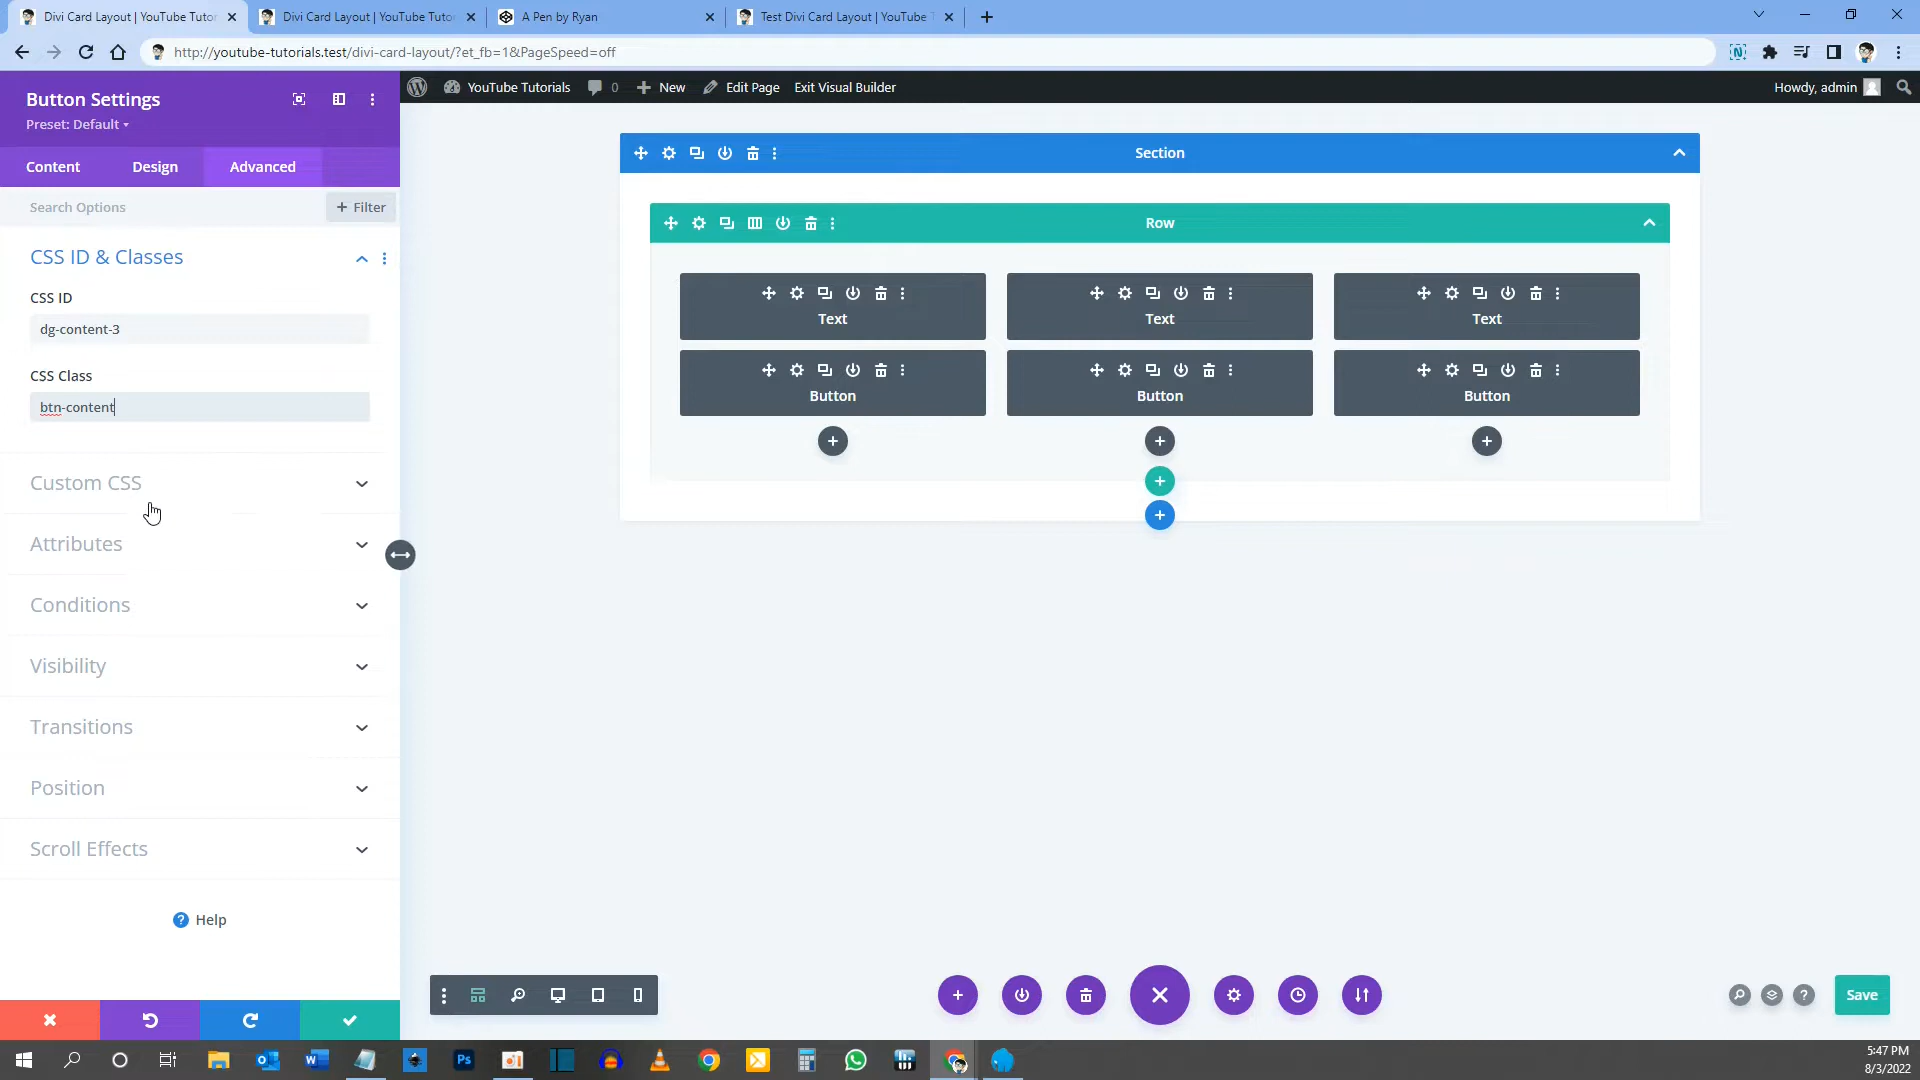 Divi Card Layout | YouTube Tutor
Divi Card Layout | YouTube Tuto
A Pen by Ryan
Test Divi Card Layout | YouTube T
http://youtube-tutorials.test/divi-card-layout/?et_fb=1&PageSpeed=off
Button Settings
Preset: Default
YouTube Tutorials
0
New
Edit Page
Exit Visual Builder
Howdy, admin
Content
Design
Advanced
Search Options
+ Filter
CSS ID & Classes
CSS ID
dg-content-3
CSS Class
btn-content
Custom CSS
Attributes
Conditions
Visibility
Transitions
Position
Scroll Effects
? Help
Section
Row
Text
Text
Text
Button
Button
Button
Save
5:47 PM
8/3/2022